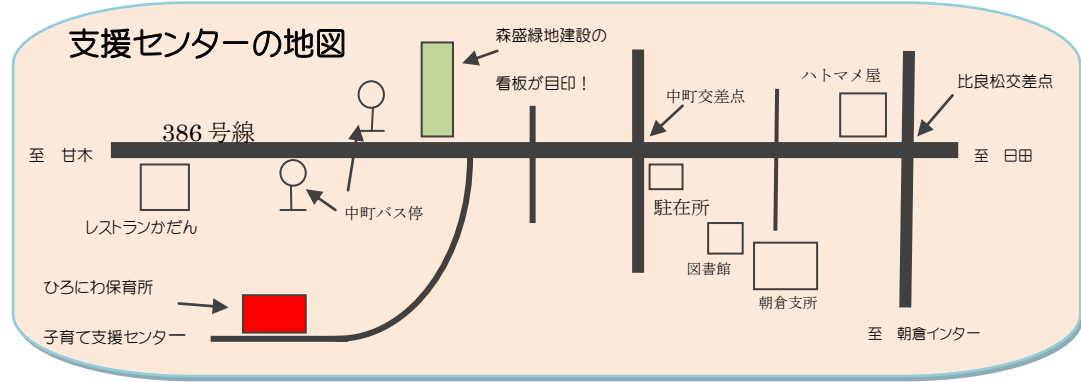 支援センターの地図
森盛緑地建設の
看板が目印！
ハトマメ屋
比良松交差点
中町交差点
386号線
至　甘木
至　日田
レストランかだん
中町バス停
駐在所
図書館
朝倉支所
ひろにわ保育所
子育て支援センター
至　朝倉インター